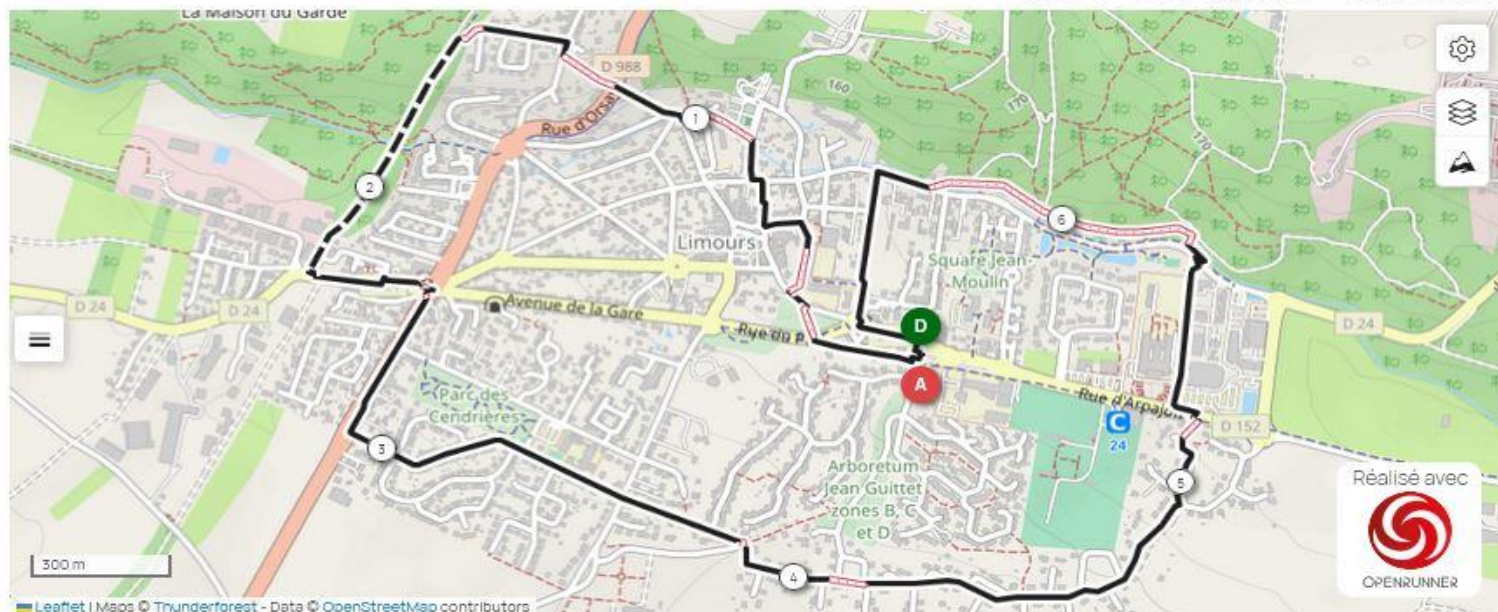 La Maison du Garde
D 988
160
170
Rue d'Orsay
1
170
2
6
Limours
Square Jean-
Moulin
D 24
D 24
Avenue de la Gare
D
D 24
Rue du P.
A
Parc des
Cendrières
Rue d'Arpajon
C
24
D 152
3
Arboretum
Jean Guittet
zones B, C
et D
5
Réalisé avec
300 m
4
OPENRUNNER
Leaflet | Maps © Thunderforest - Data © OpenStreetMap contributors